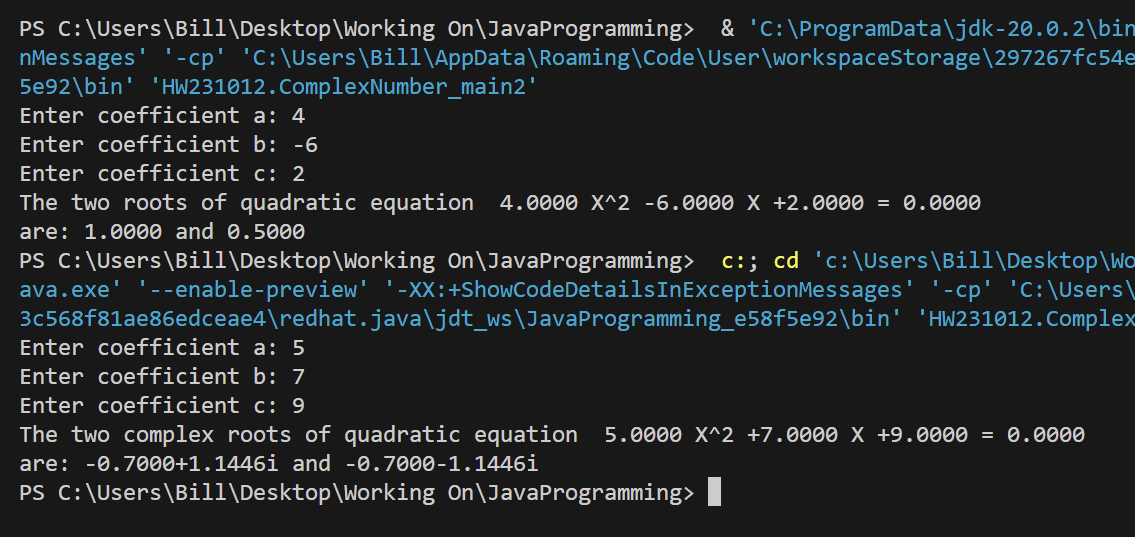 PS C:\Users\Bill\Desktop\Working On\JavaProgramming>  & 'C:\ProgramData\jdk-20.0.2\bin
nMessages' '-cp' 'C:\Users\Bill\AppData\Roaming\Code\User\workspaceStorage\297267fc54e
5e92\bin' 'HW231012.ComplexNumber_main2'
Enter coefficient a: 4
Enter coefficient b: -6
Enter coefficient c: 2
The two roots of quadratic equation  4.0000 X^2 -6.0000 X +2.0000 = 0.0000
are: 1.0000 and 0.5000
PS C:\Users\Bill\Desktop\Working On\JavaProgramming>  c:; cd 'c:\Users\Bill\Desktop\Wo
ava.exe' '--enable-preview' '-XX:+ShowCodeDetailsInExceptionMessages' '-cp' 'C:\Users\
3c568f81ae86edceae4\redhat.java\jdt_ws\JavaProgramming_e58f5e92\bin' 'HW231012.Complex
Enter coefficient a: 5
Enter coefficient b: 7
Enter coefficient c: 9
The two complex roots of quadratic equation  5.0000 X^2 +7.0000 X +9.0000 = 0.0000
are: -0.7000+1.1446i and -0.7000-1.1446i
PS C:\Users\Bill\Desktop\Working On\JavaProgramming>